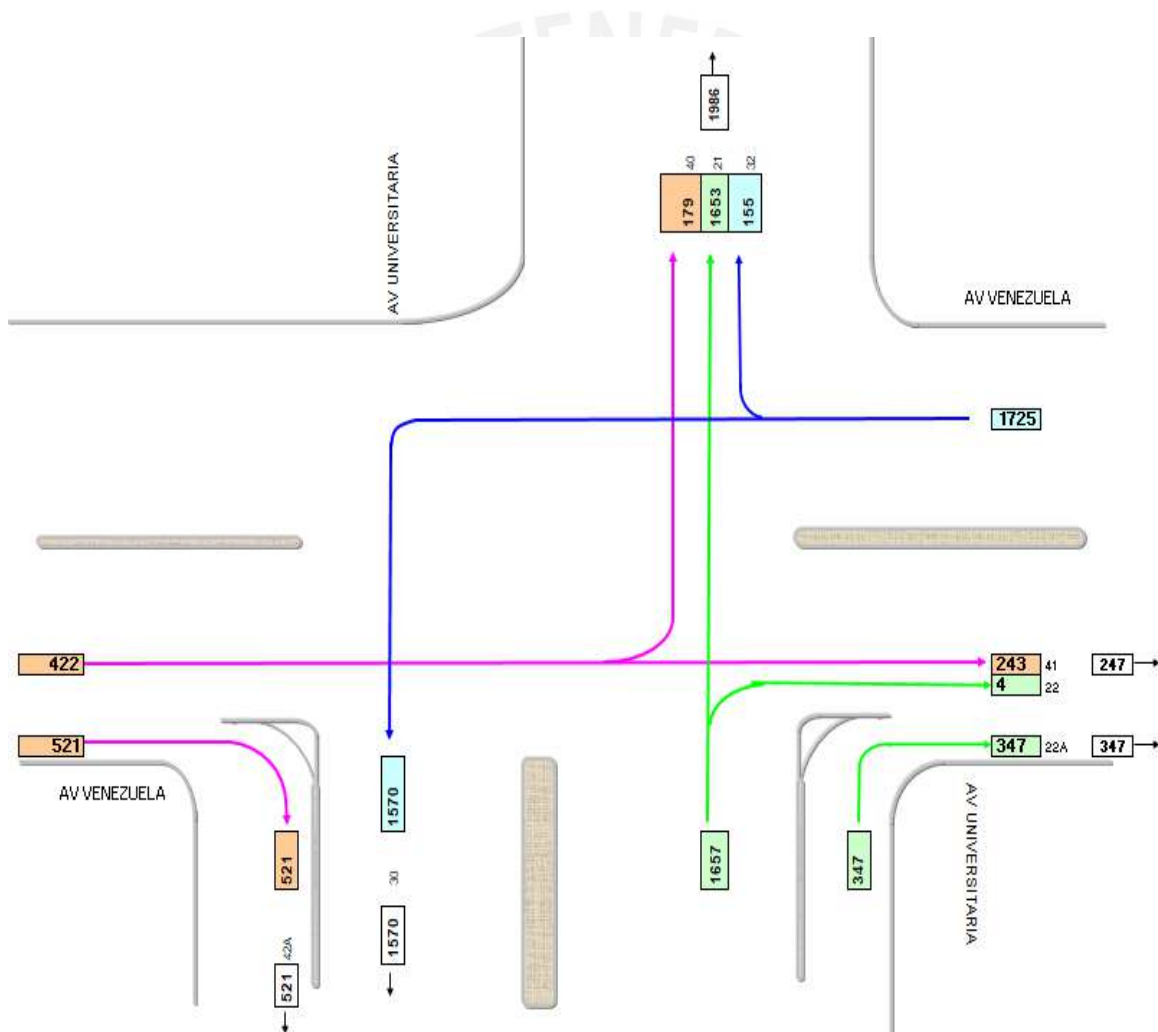 TENEB
1986
40 21 32
179 1653 155
AV UNIVERSITARIA
AV VENEZUELA
1725
422
243 41 247
4 22
521
347 22A 347
AV VENEZUELA
1570
521
1657
347
AV UNIVERSITARIA
30
42A
1570
521